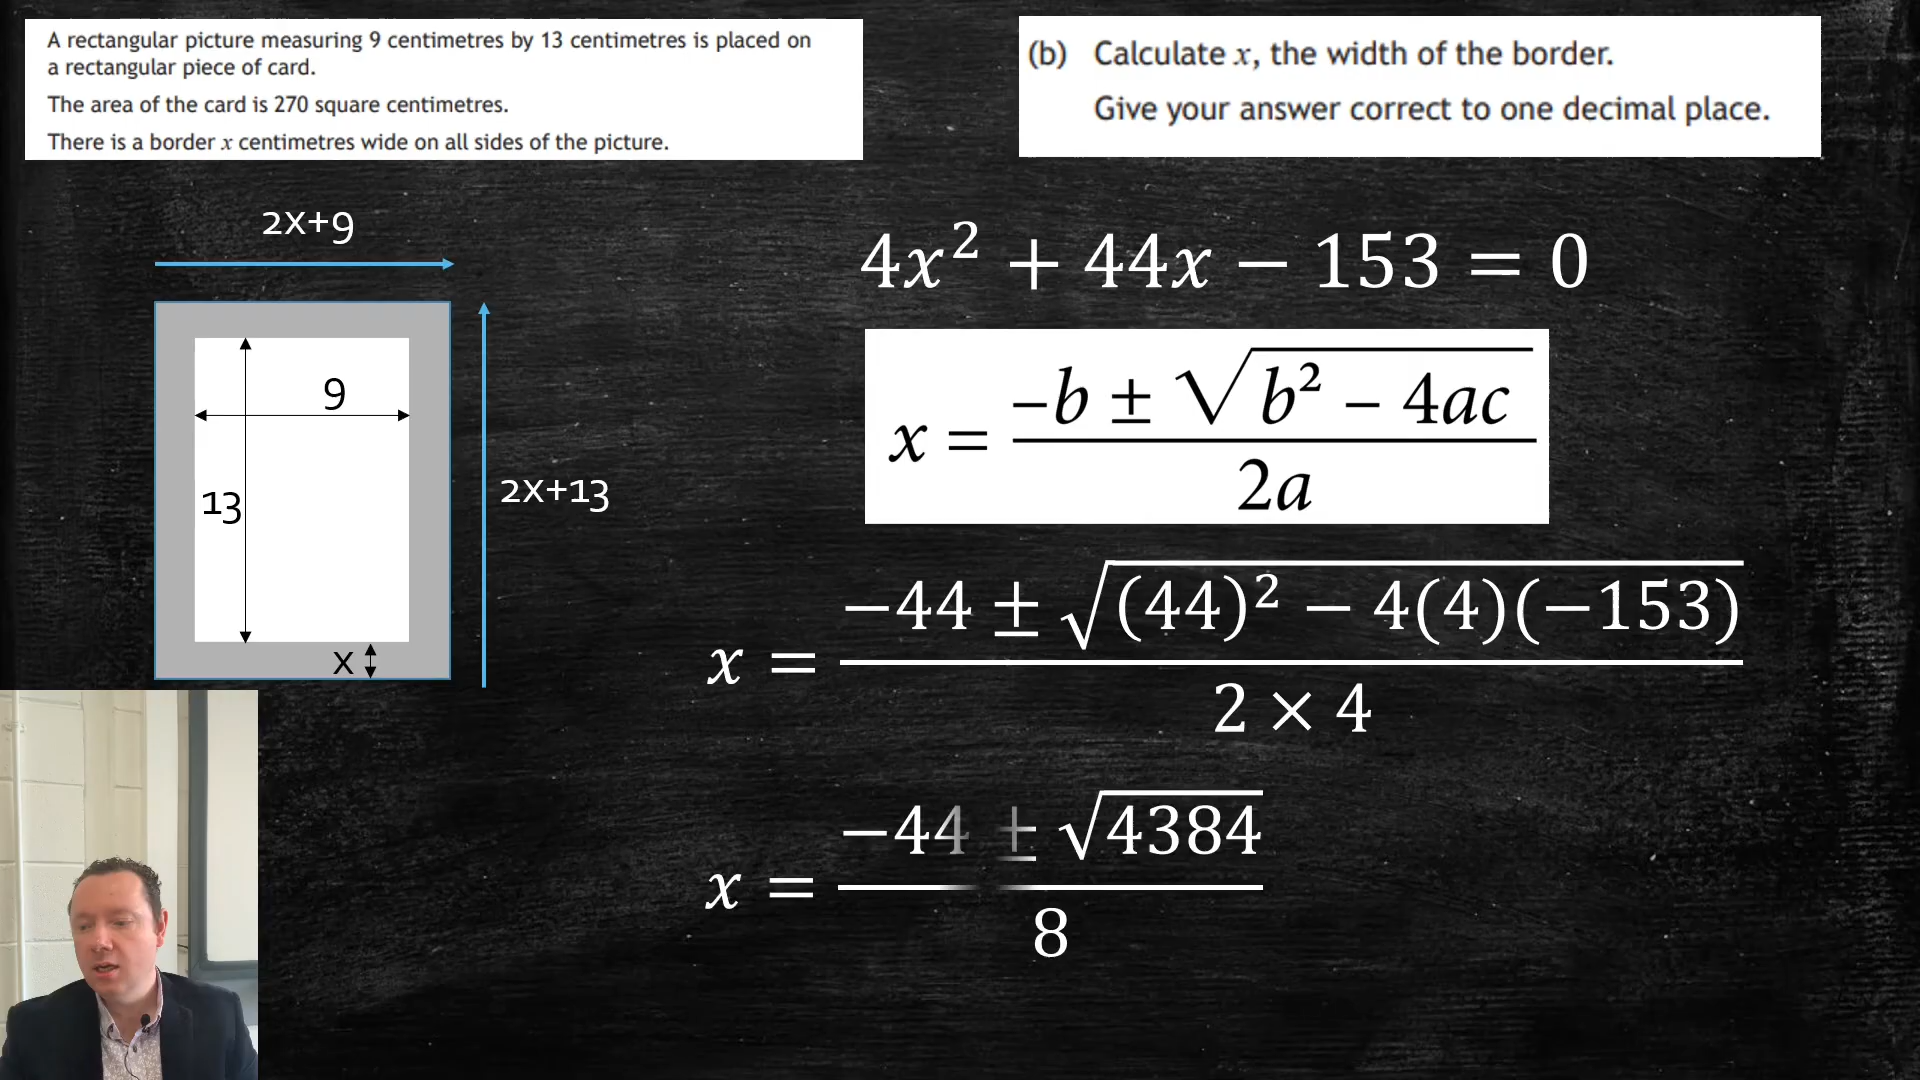 A rectangular picture measuring 9 centimetres by 13 centimetres is placed on
a rectangular piece of card.
The area of the card is 270 square centimetres.
There is a border x centimetres wide on all sides of the picture.
(b) Calculate x, the width of the border.
Give your answer correct to one decimal place.
2x+9
9
13
2x+13
x
4x² + 44x − 153 = 0
x = (–b ± √(b² – 4ac)) / 2a
x = (−44 ± √((44)² − 4(4)(−153))) / (2 × 4)
x = (−44 ± √4384) / 8